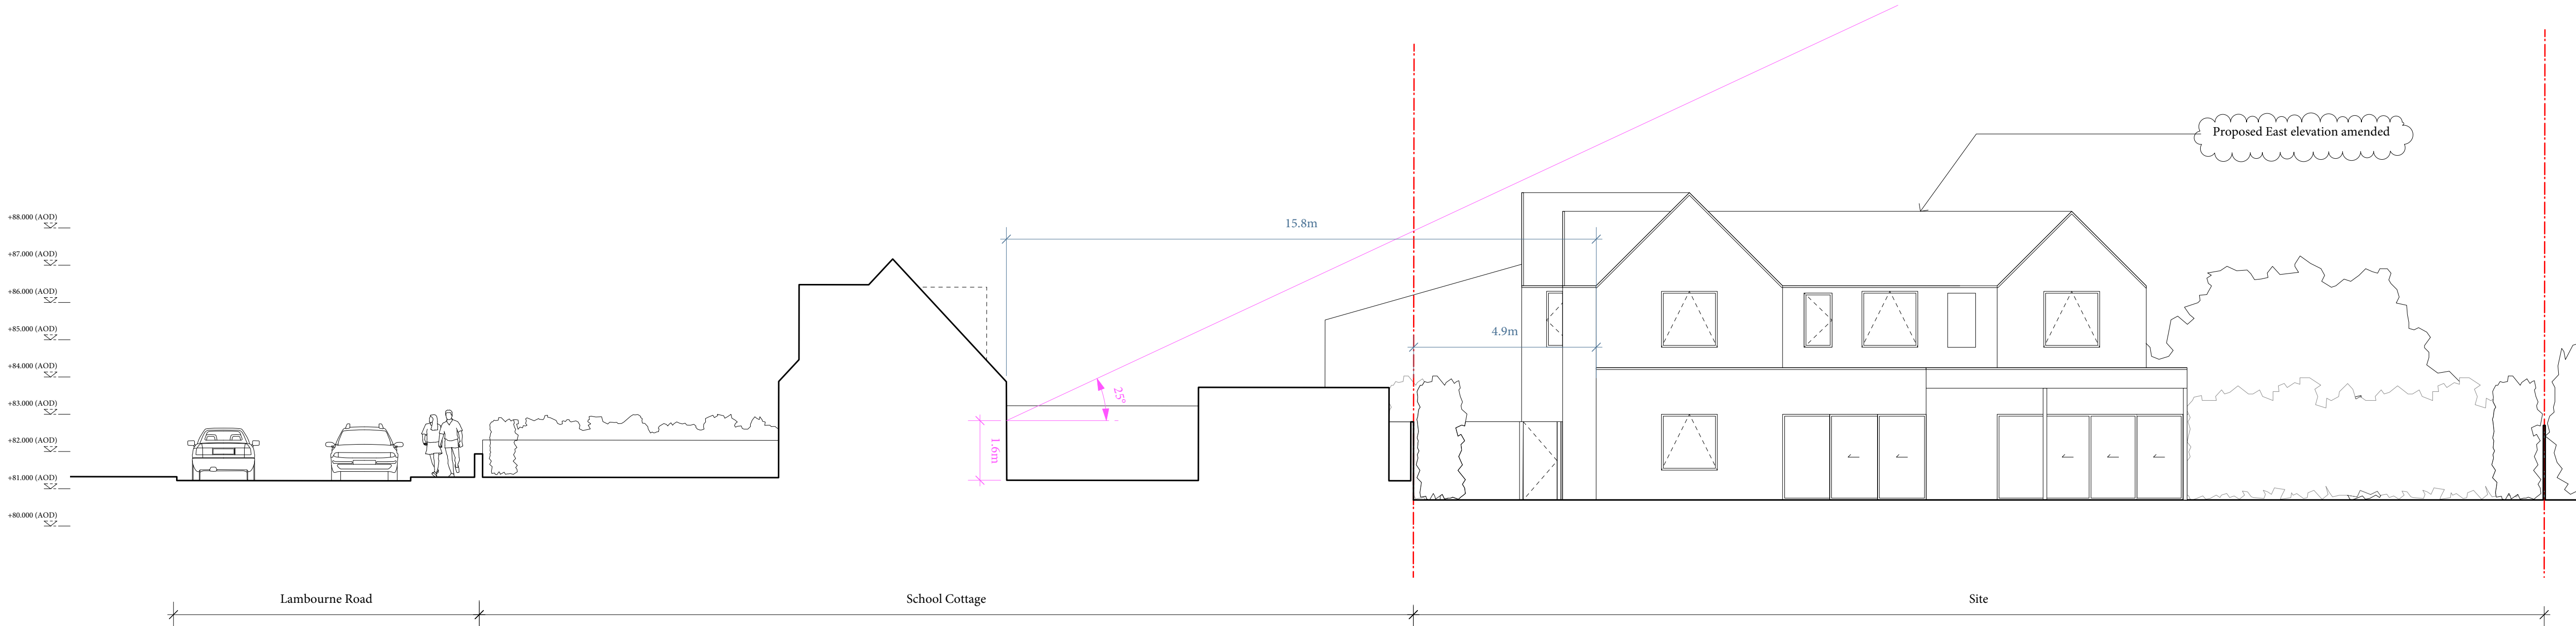 Proposed East elevation amended
+88.000 (AOD)
15.8m
+87.000 (AOD)
+86.000 (AOD)
+85.000 (AOD)
4.9m
+84.000 (AOD)
25°
+83.000 (AOD)
+82.000 (AOD)
1.6m
+81.000 (AOD)
+80.000 (AOD)
Lambourne Road
School Cottage
Site